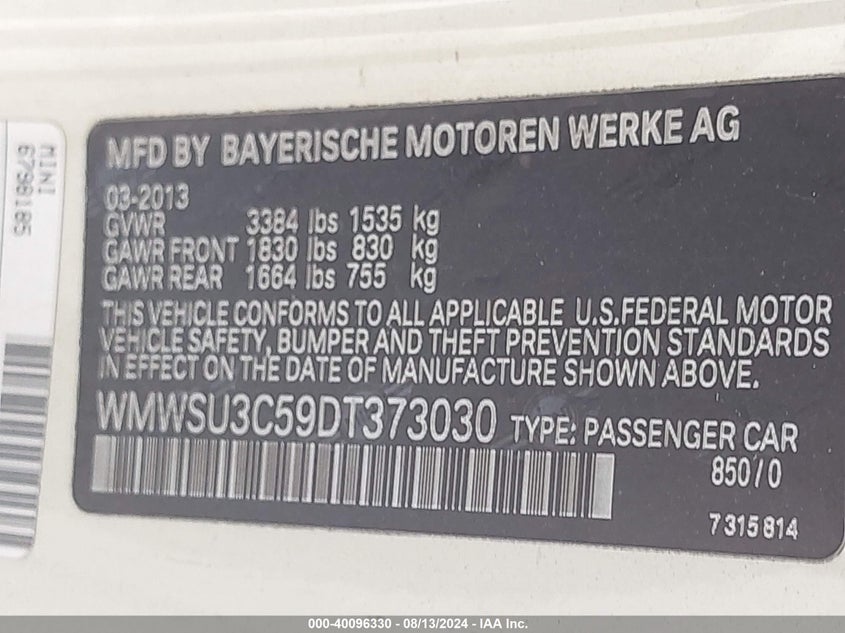 MINI
6798185
MFD BY BAYERISCHE MOTOREN WERKE AG
03-2013
GVWR 3384 lbs 1535 kg
GAWR FRONT 1830 lbs 830 kg
GAWR REAR 1664 lbs 755 kg
THIS VEHICLE CONFORMS TO ALL APPLICABLE U.S.FEDERAL MOTOR
VEHICLE SAFETY, BUMPER AND THEFT PREVENTION STANDARDS
IN EFFECT ON THE DATE OF MANUFACTURE SHOWN ABOVE.
WMWSU3C59DT373030 TYPE: PASSENGER CAR
850/0
7315814
000-40096330 - 08/13/2024 - IAA Inc.